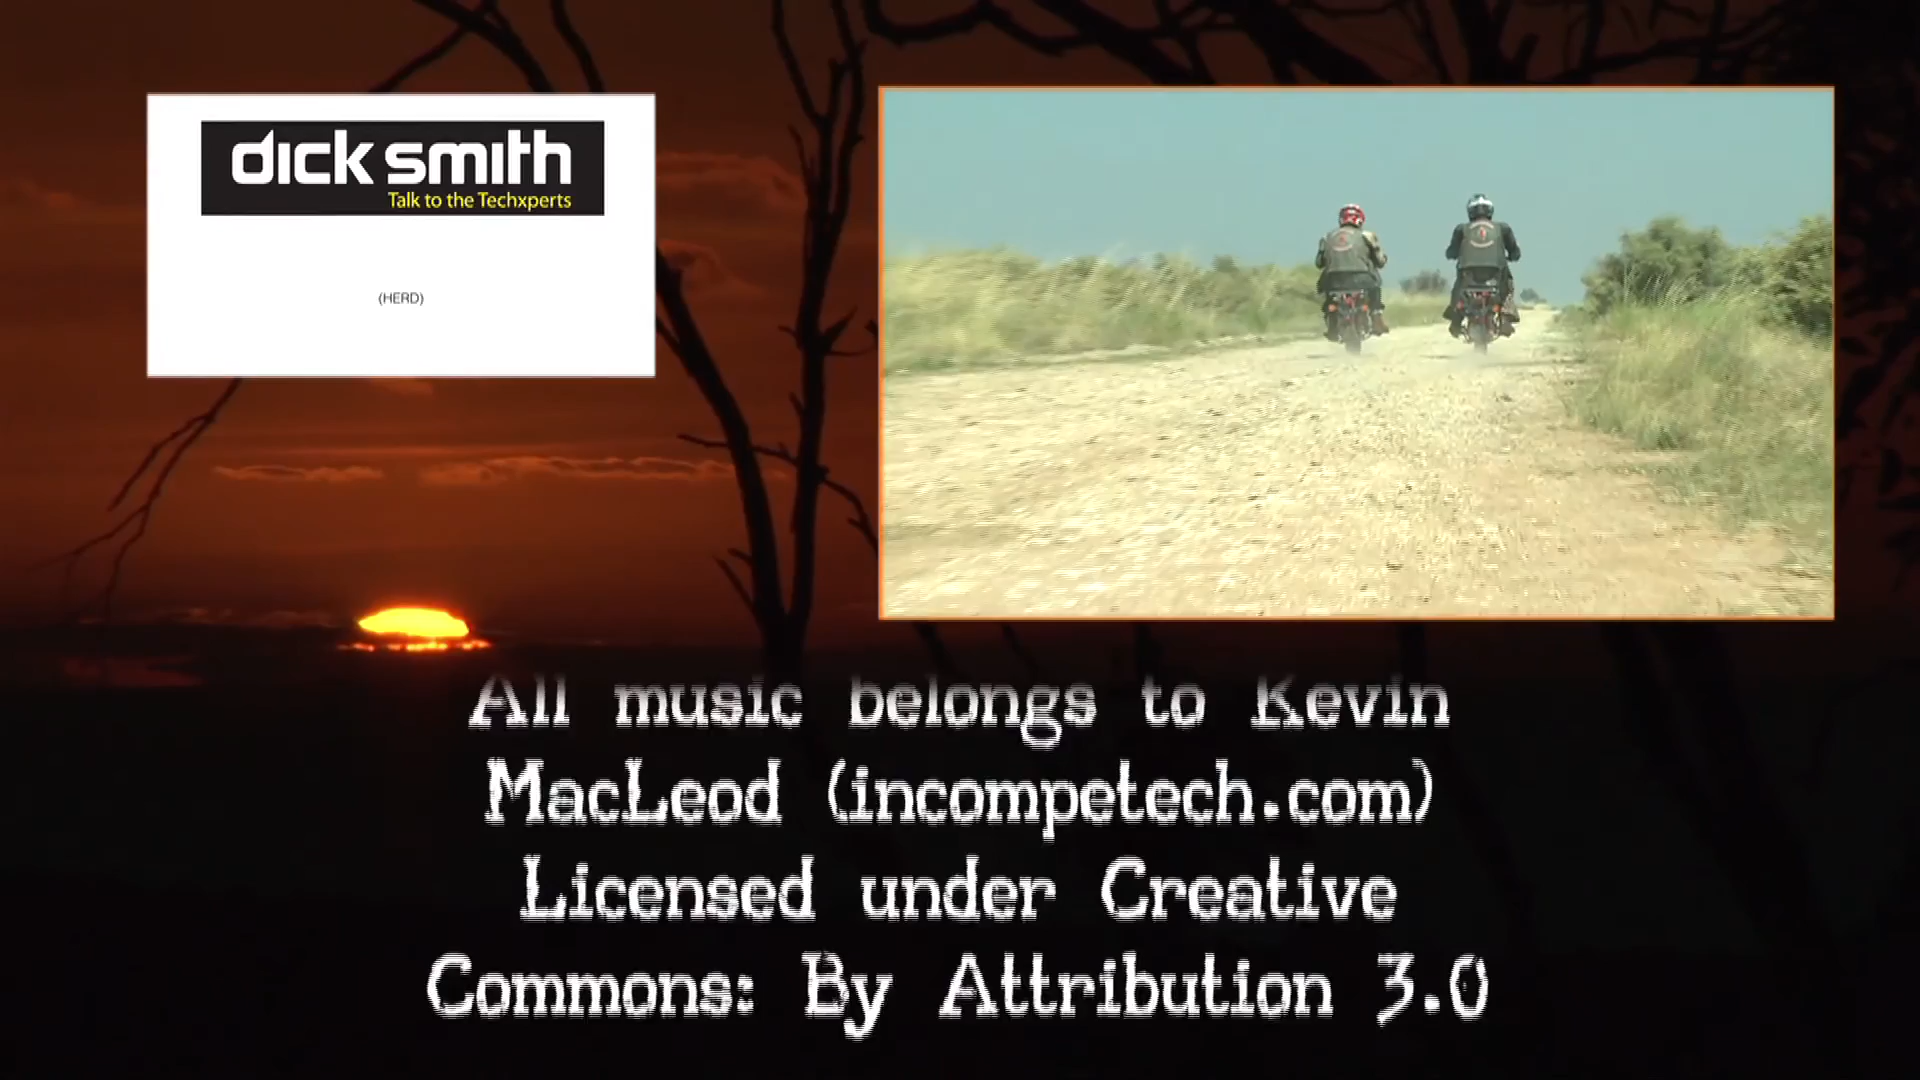 dick smith
Talk to the Techxperts
(HERD)
All music belongs to Kevin
MacLeod (incompetech.com)
Licensed under Creative
Commons: By Attribution 3.0